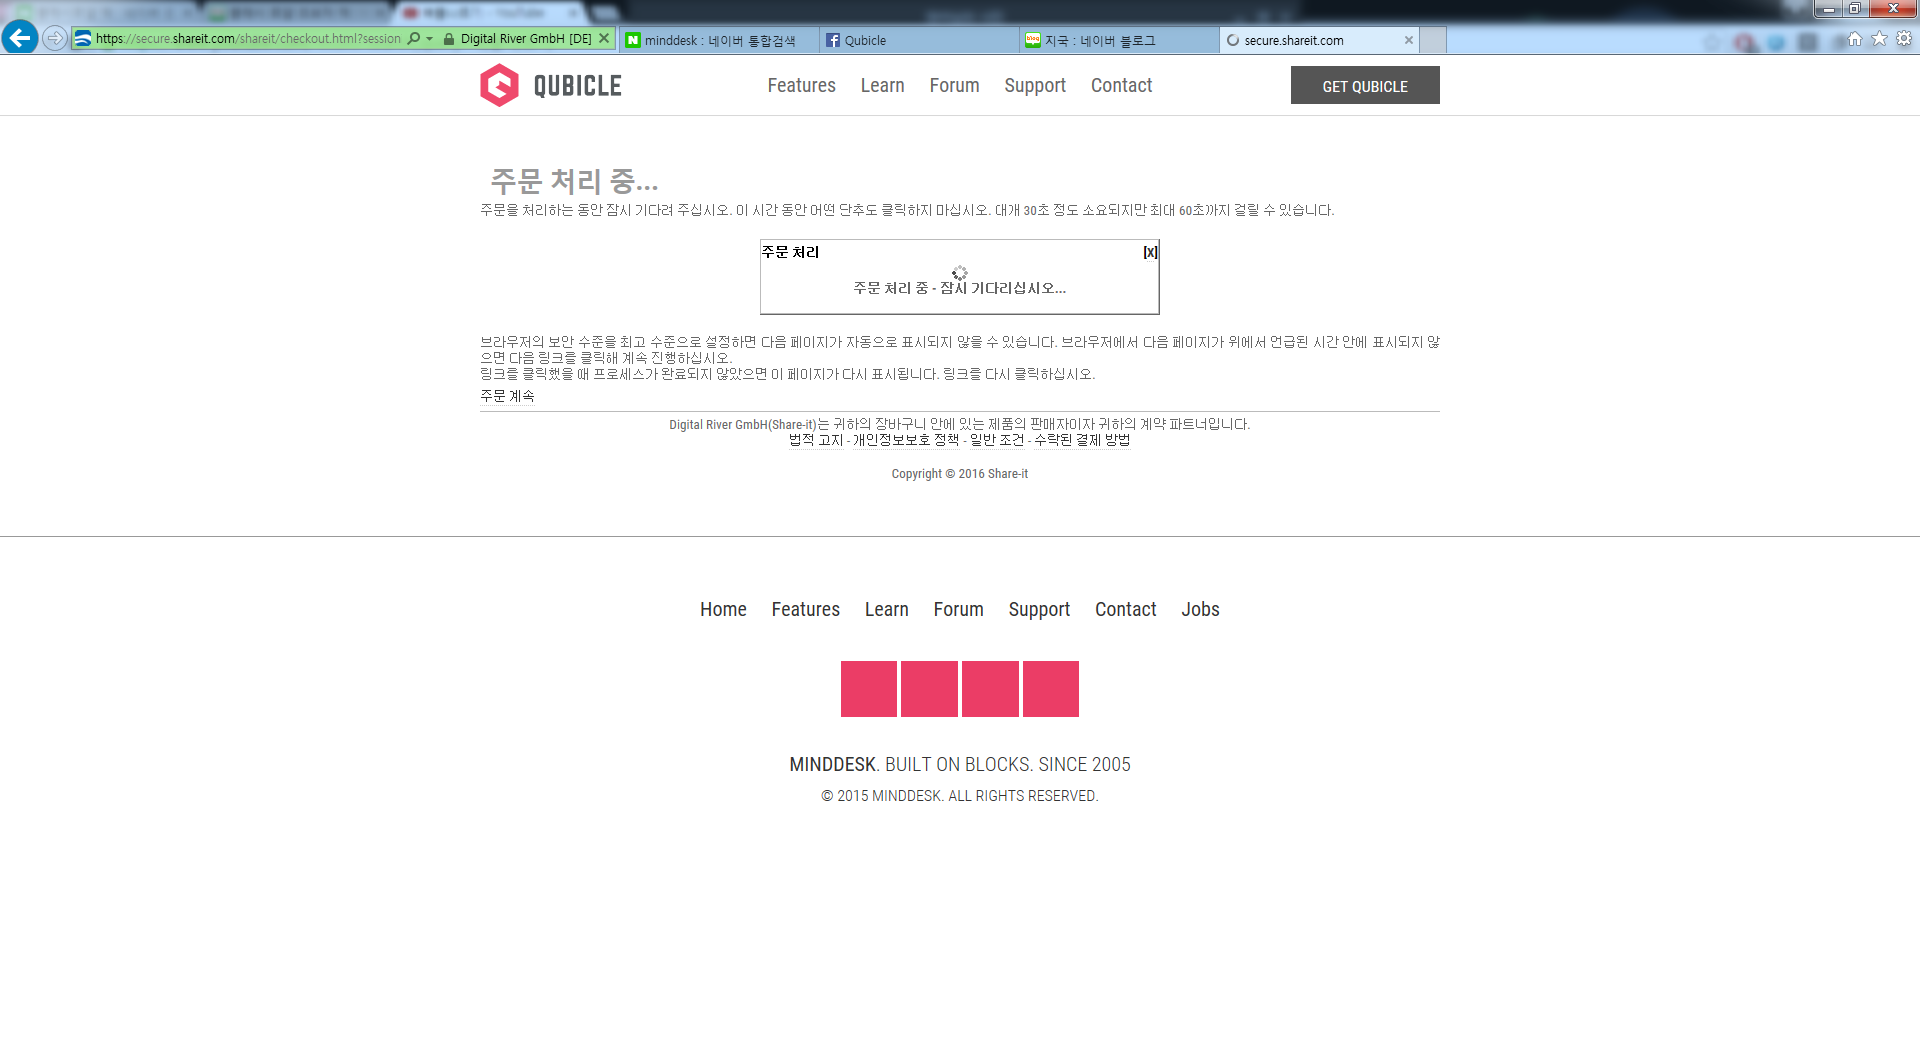 https://secure.shareit.com/shareit/checkout.html?session
Digital River GmbH [DE]
minddesk : 네이버 통합검색
Qubicle
지국 : 네이버 블로그
secure.shareit.com
QUBICLE
Features Learn Forum Support Contact
GET QUBICLE
주문 처리 중...
주문을 처리하는 동안 잠시 기다려 주십시오. 이 시간 동안 어떤 단추도 클릭하지 마십시오. 대개 30초 정도 소요되지만 최대 60초까지 걸릴 수 있습니다.
주문 처리 [x]
주문 처리 중 - 잠시 기다리십시오...
브라우저의 보안 수준을 최고 수준으로 설정하면 다음 페이지가 자동으로 표시되지 않을 수 있습니다. 브라우저에서 다음 페이지가 위에서 언급된 시간 안에 표시되지 않
으면 다음 링크를 클릭해 계속 진행하십시오.
링크를 클릭했을 때 프로세스가 완료되지 않았으면 이 페이지가 다시 표시됩니다. 링크를 다시 클릭하십시오.
주문 계속
Digital River GmbH(Share-it)는 귀하의 장바구니 안에 있는 제품의 판매자이자 귀하의 계약 파트너입니다.
법적 고지 - 개인정보보호 정책 - 일반 조건 - 수락된 결제 방법
Copyright © 2016 Share-it
Home Features Learn Forum Support Contact Jobs
MINDDESK. BUILT ON BLOCKS. SINCE 2005
© 2015 MINDDESK. ALL RIGHTS RESERVED.